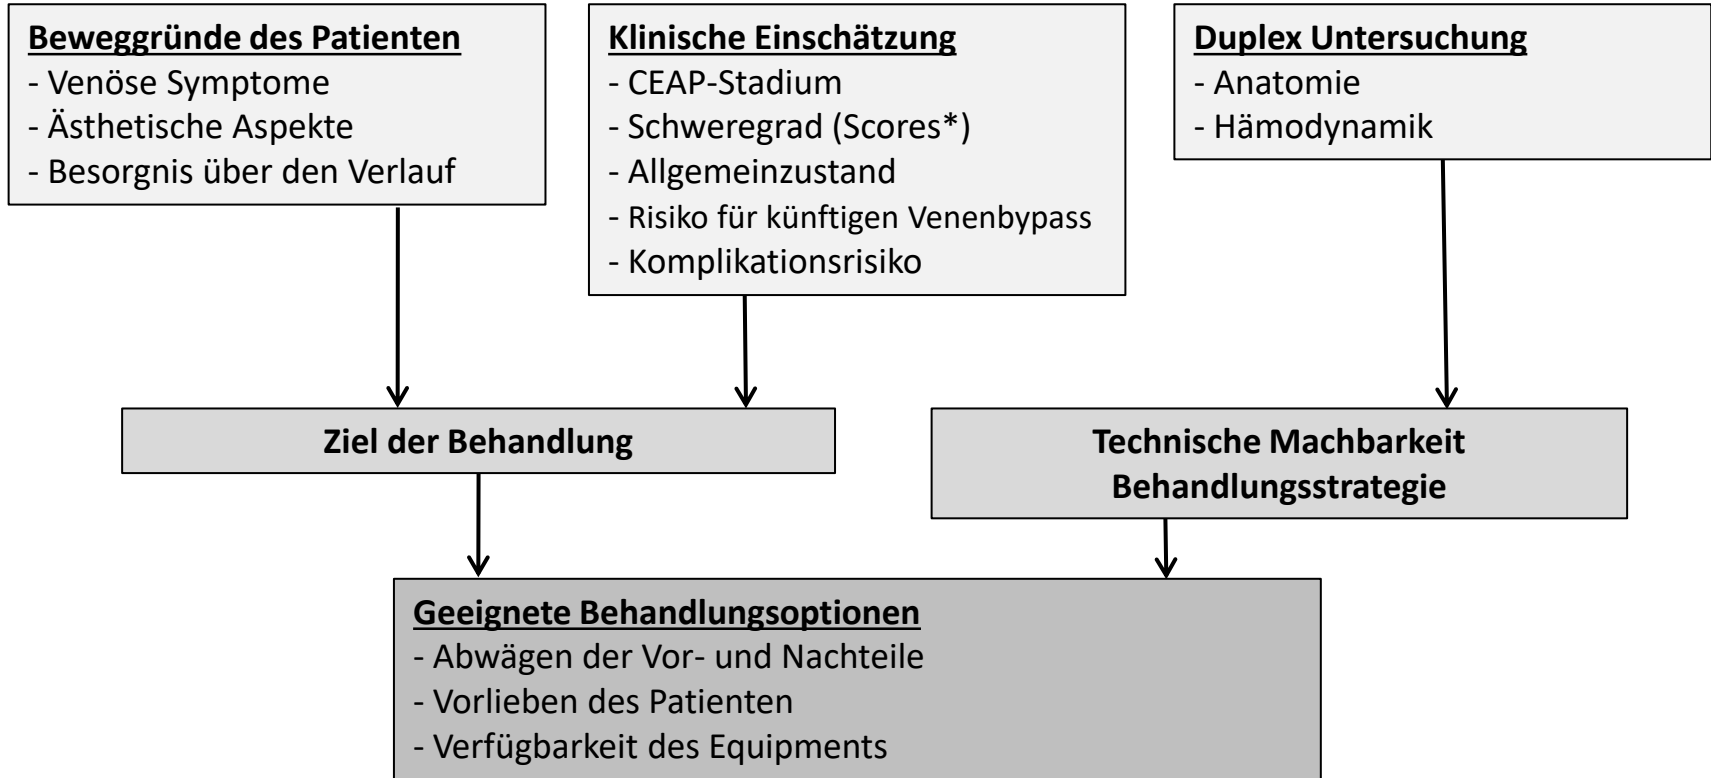 Beweggründe des Patienten
- Venöse Symptome
- Ästhetische Aspekte
- Besorgnis über den Verlauf
Klinische Einschätzung
- CEAP-Stadium
- Schweregrad (Scores*)
- Allgemeinzustand
- Risiko für künftigen Venenbypass
- Komplikationsrisiko
Duplex Untersuchung
- Anatomie
- Hämodynamik
Ziel der Behandlung
Technische Machbarkeit
Behandlungsstrategie
Geeignete Behandlungsoptionen
- Abwägen der Vor- und Nachteile
- Vorlieben des Patienten
- Verfügbarkeit des Equipments